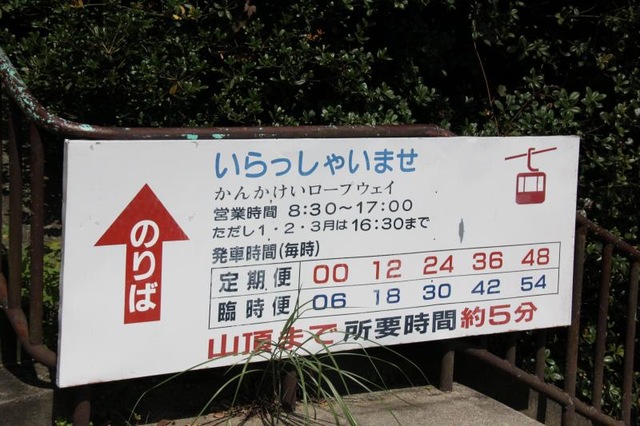 のりば
いらっしゃいませ
かんかけいロープウェイ
営業時間 8:30〜17:00
ただし1・2・3月は16:30まで
発車時間(毎時)
定期便 00 12 24 36 48
臨時便 06 18 30 42 54
山頂まで所要時間約5分